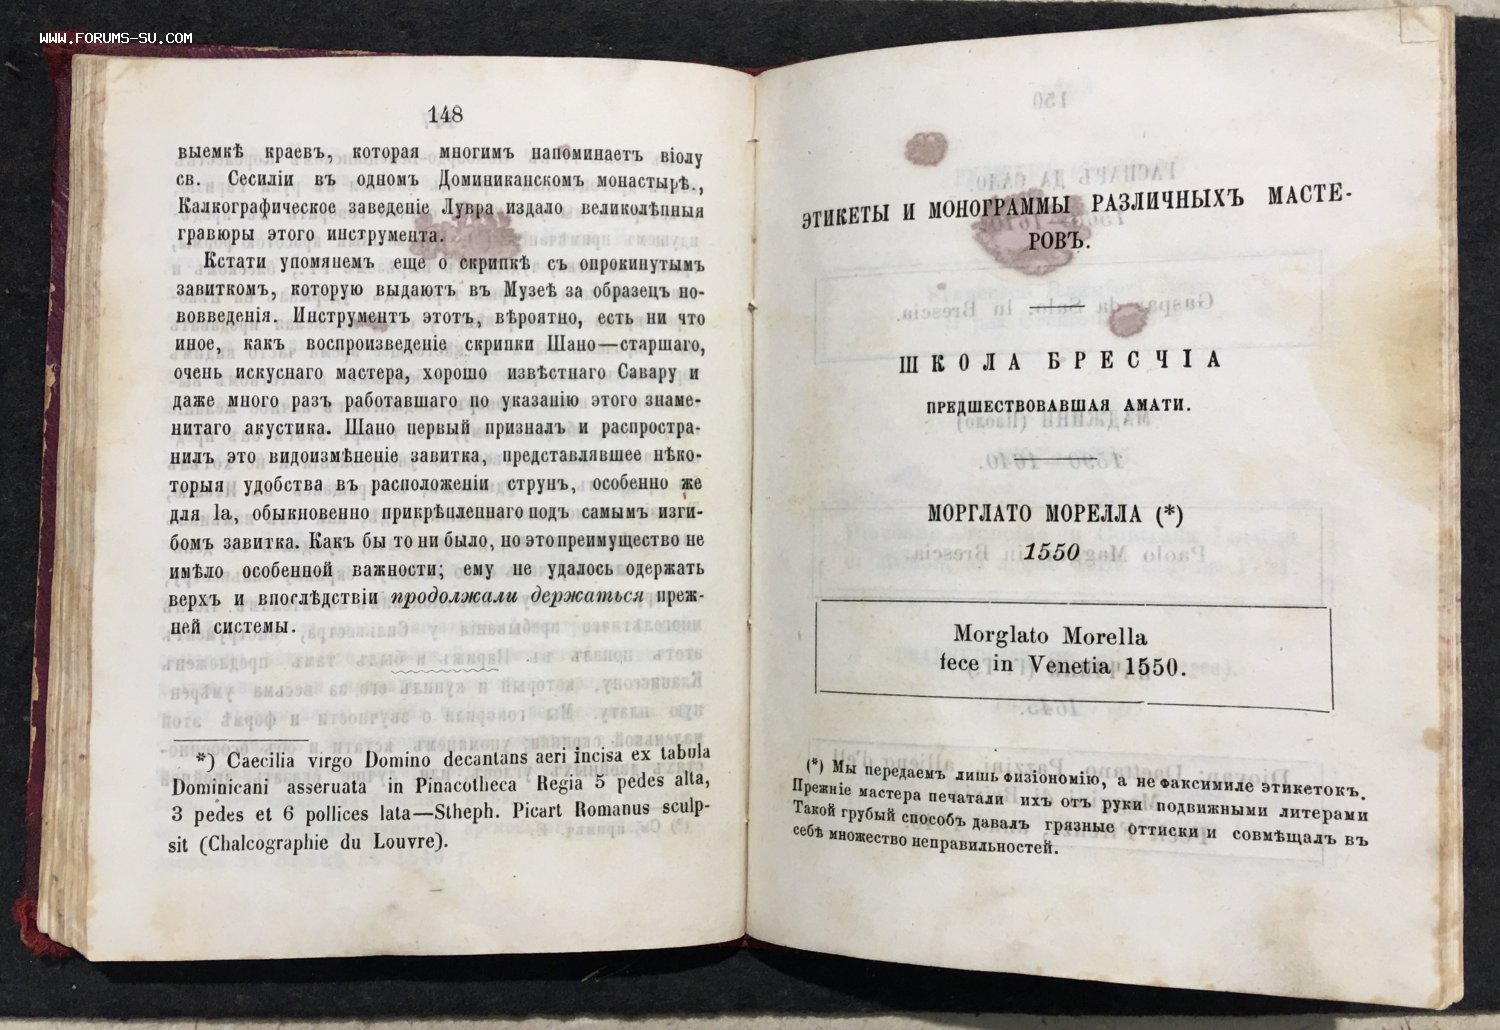 WWW.FORUMS-SU.COM
148
выемкѣ краевъ, которая многимъ напоминаетъ віолу
св. Сесиліи въ одномъ Доминиканскомъ монастырѣ.,
Калкографическое заведеніе Лувра издало великолѣпныя
гравюры этого инструмента.
Кстати упомянемъ еще о скрипкѣ съ опрокинутымъ
завиткомъ, которую выдаютъ въ Музеѣ за образецъ но-
вовведенія. Инструментъ этотъ, вѣроятно, есть ни что
иное, какъ воспроизведеніе скрипки Шано—старшаго,
очень искуснаго мастера, хорошо извѣстнаго Савару и
даже много разъ работавшаго по указанію этого знаме-
нитаго акустика. Шано первый призналъ и распростра-
нилъ это видоизмѣненіе завитка, представлявшее нѣко-
торыя удобства въ расположеніи струнъ, особенно же
для la, обыкновенно прикрѣпленнаго подъ самымъ изги-
бомъ завитка. Какъ бы то ни было, но это преимущество не
имѣло особенной важности; ему не удалось одержать
верхъ и впослѣдствіи продолжали держаться преж-
ней системы.
*) Caecilia virgo Domino decantans aeri incisa ex tabula
Dominicani asseruata in Pinacotheca Regia 5 pedes alta,
3 pedes et 6 pollices lata—Stheph. Picart Romanus sculp-
sit (Chalcographie du Louvre).
ЭТИКЕТЫ И МОНОГРАММЫ РАЗЛИЧНЫХЪ МАСТЕ-
РОВЪ.
ШКОЛА БРЕСЧІА
ПРЕДШЕСТВОВАВШАЯ АМАТИ.
МОРГЛАТО МОРЕЛЛА (*)
1550
Morglato Morella
fece in Venetia 1550.
(*) Мы передаемъ лишь физіономію, а не факсимиле этикетокъ.
Прежніе мастера печатали ихъ отъ руки подвижными литерами
Такой грубый способъ давалъ грязные оттиски и совмѣщалъ въ
себѣ множество неправильностей.